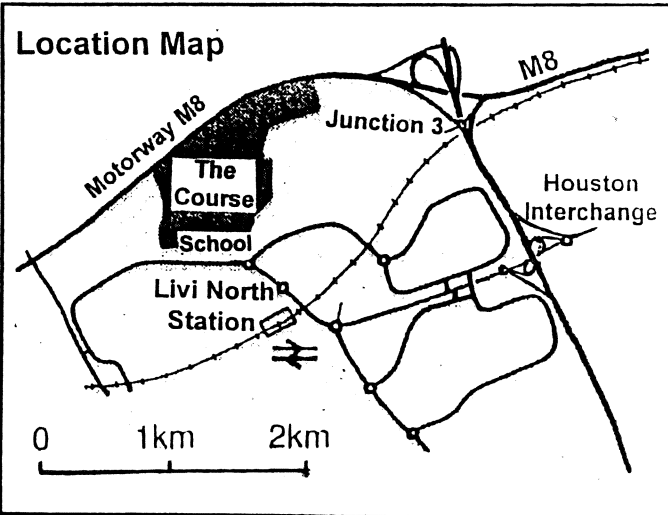 Location Map
M8
Motorway M8
Junction 3
The
Course
Houston
Interchange
School
Livi North
Station
0 1km 2km